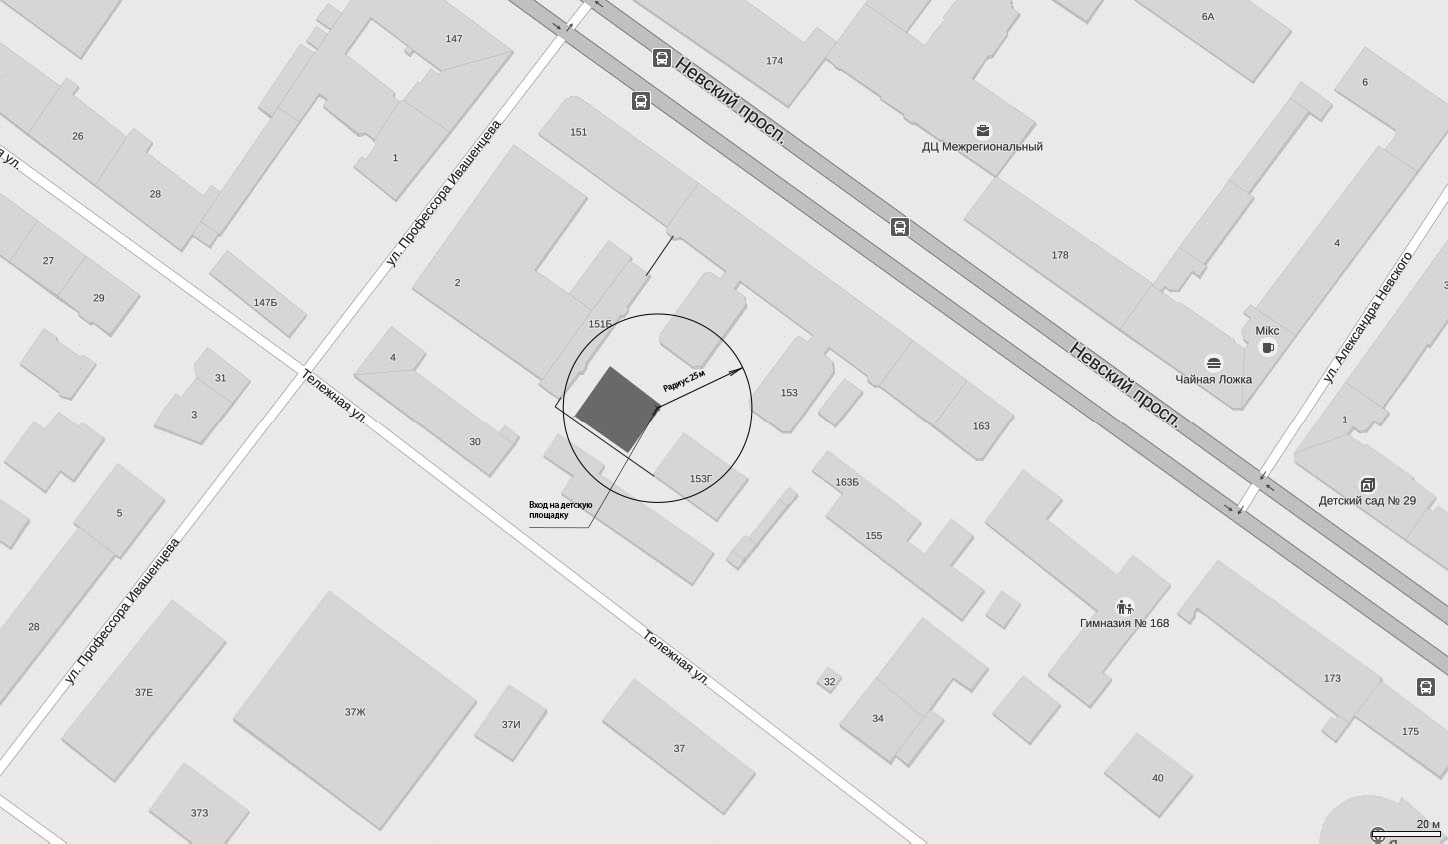 6А
147
174
6
Невский просп.
151
26
ДЦ Межрегиональный
1
а ул.
28
ул. Профессора Ивашенцева
4
178
27
2
ул. Александра Невского
29
147Б
151Б
Mikc
4
Невский просп.
Чайная Ложка
31
Тележная ул.
Радиус 25 м
153
3
163
1
30
153Г
163Б
Детский сад № 29
5
Вход на детскую
площадку
155
ул. Профессора Ивашенцева
28
Гимназия № 168
Тележная ул.
32
173
37Е
37Ж
37И
34
37
175
40
37З
20 м